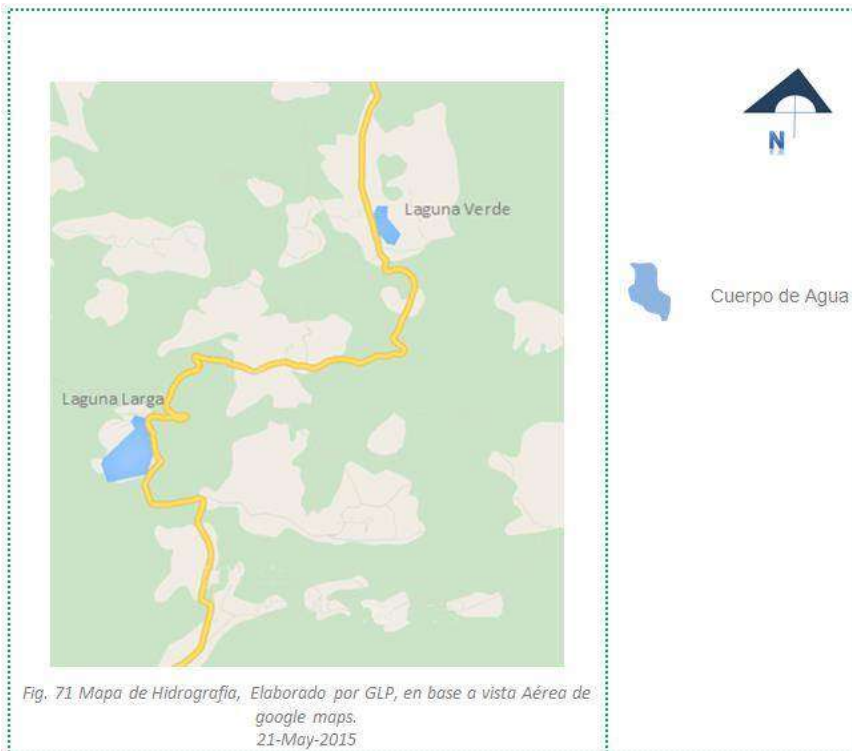 N
Laguna Verde
Cuerpo de Agua
Laguna Larga
Fig. 71 Mapa de Hidrografía, Elaborado por GLP, en base a vista Aérea de
google maps.
21-May-2015